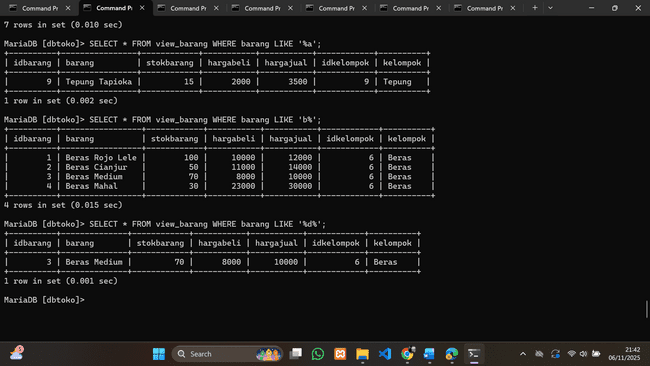 Command Pr Command Pr Command Pr Command Pr Command Pr Command Pr Command Pr
7 rows in set (0.010 sec)
MariaDB [dbtoko]> SELECT * FROM view_barang WHERE barang LIKE '%a';
+----------+----------------+------------+-----------+-----------+------------+----------+
| idbarang | barang         | stokbarang | hargabeli | hargajual | idkelompok | kelompok |
+----------+----------------+------------+-----------+-----------+------------+----------+
|        9 | Tepung Tapioka |         15 |      2000 |      3500 |          9 | Tepung   |
+----------+----------------+------------+-----------+-----------+------------+----------+
1 row in set (0.002 sec)
MariaDB [dbtoko]> SELECT * FROM view_barang WHERE barang LIKE 'b%';
+----------+-----------------+------------+-----------+-----------+------------+----------+
| idbarang | barang          | stokbarang | hargabeli | hargajual | idkelompok | kelompok |
+----------+-----------------+------------+-----------+-----------+------------+----------+
|        1 | Beras Rojo Lele |        100 |     10000 |     12000 |          6 | Beras    |
|        2 | Beras Cianjur   |         50 |     11000 |     14000 |          6 | Beras    |
|        3 | Beras Medium    |         70 |      8000 |     10000 |          6 | Beras    |
|        4 | Beras Mahal     |         30 |     23000 |     30000 |          6 | Beras    |
+----------+-----------------+------------+-----------+-----------+------------+----------+
4 rows in set (0.015 sec)
MariaDB [dbtoko]> SELECT * FROM view_barang WHERE barang LIKE '%d%';
+----------+--------------+------------+-----------+-----------+------------+----------+
| idbarang | barang       | stokbarang | hargabeli | hargajual | idkelompok | kelompok |
+----------+--------------+------------+-----------+-----------+------------+----------+
|        3 | Beras Medium |         70 |      8000 |     10000 |          6 | Beras    |
+----------+--------------+------------+-----------+-----------+------------+----------+
1 row in set (0.001 sec)
MariaDB [dbtoko]>
Search
21:42
06/11/2025